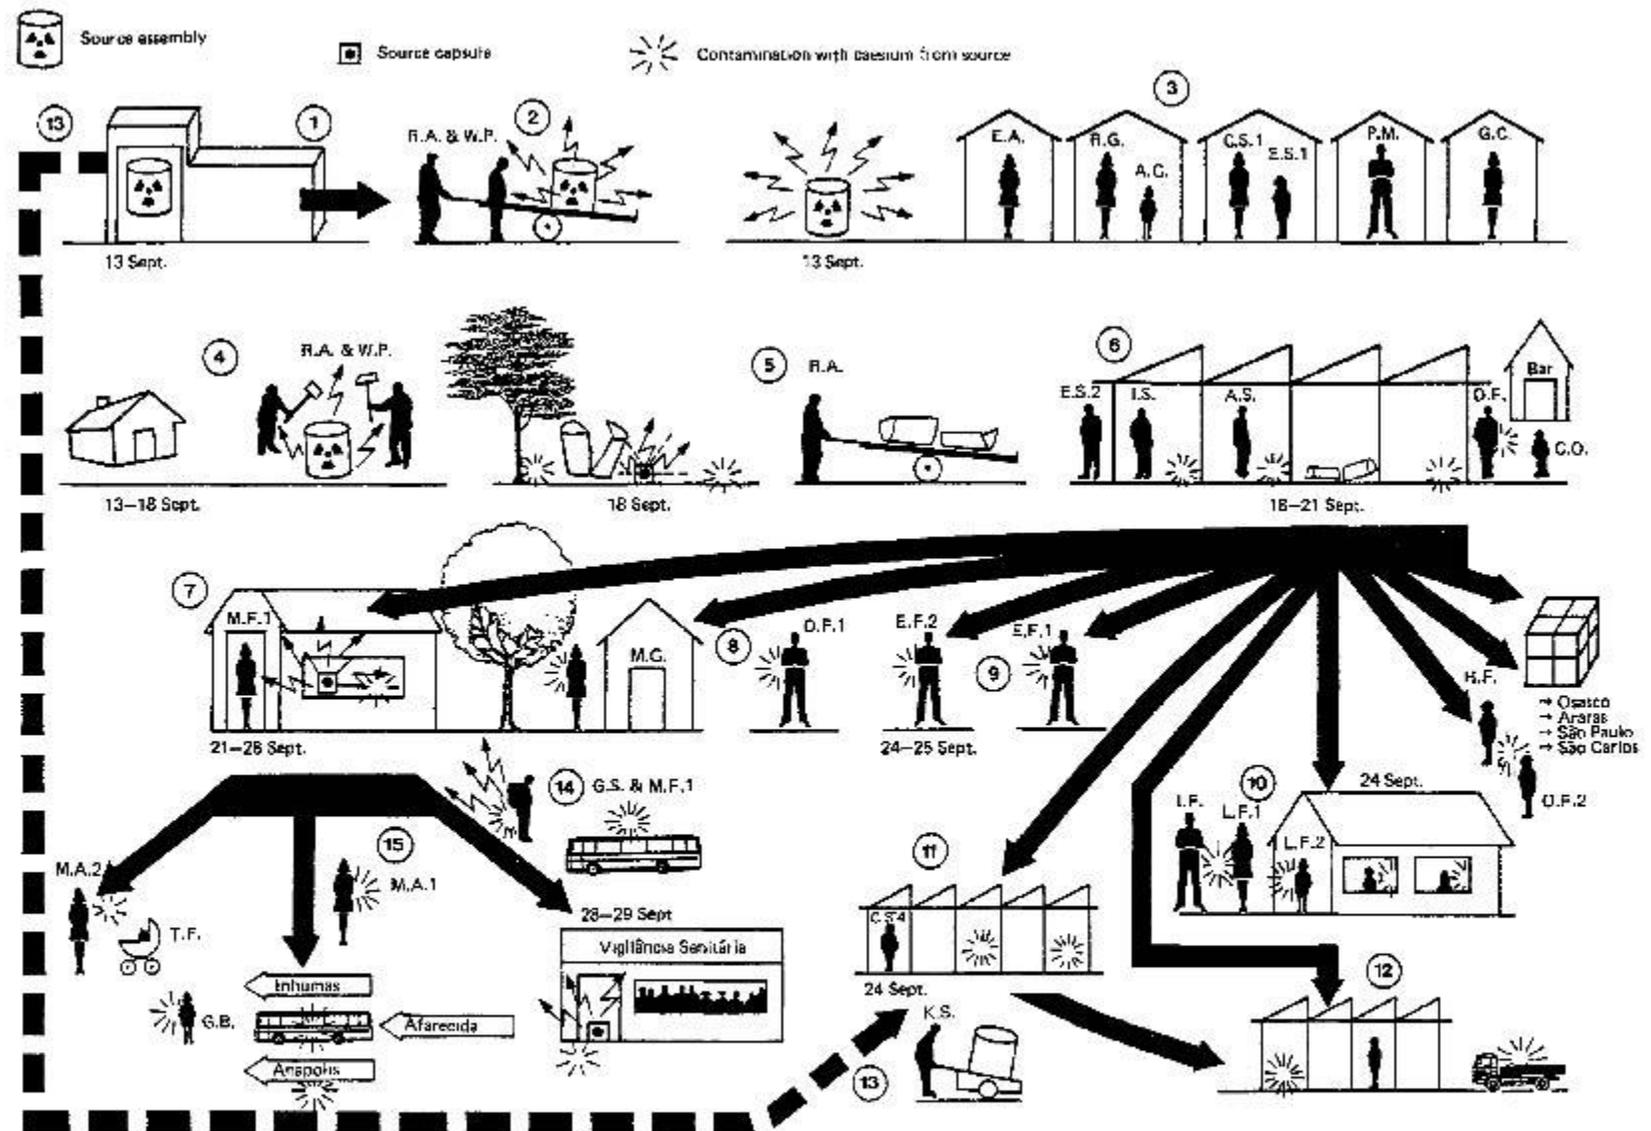 Source assembly
Source capsule
Contamination with caesium from source
13
1
2
3
R.A. & W.P.
E.A.
R.G.
A.G.
C.S.1
E.S.1
P.M.
G.C.
13 Sept.
13 Sept.
4
R.A. & W.P.
5
R.A.
6
Bar
E.S.2
I.S.
A.S.
D.F.
C.O.
13–18 Sept.
18 Sept.
18–21 Sept.
7
M.F.1
M.G.
8
D.F.1
E.F.2
9
E.F.1
H.F.
→ Osasco
→ Araras
→ São Paulo
→ São Carlos
21–28 Sept.
24–25 Sept.
14
G.S. & M.F.1
10
24 Sept.
I.F.
L.F.1
L.F.2
O.F.2
15
M.A.2
M.A.1
11
T.F.
28–29 Sept
Vigilância Sanitária
C.S.4
24 Sept.
12
Inhumas
G.B.
Aparecida
K.S.
Anapolis
13